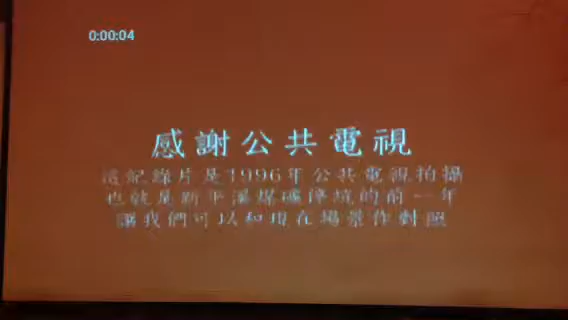 0:00:04
感謝公共電視
這紀錄片是1996年公共電視拍攝
也就是新平溪煤礦停坑的前一年
讓我們可以和現在場景作對照